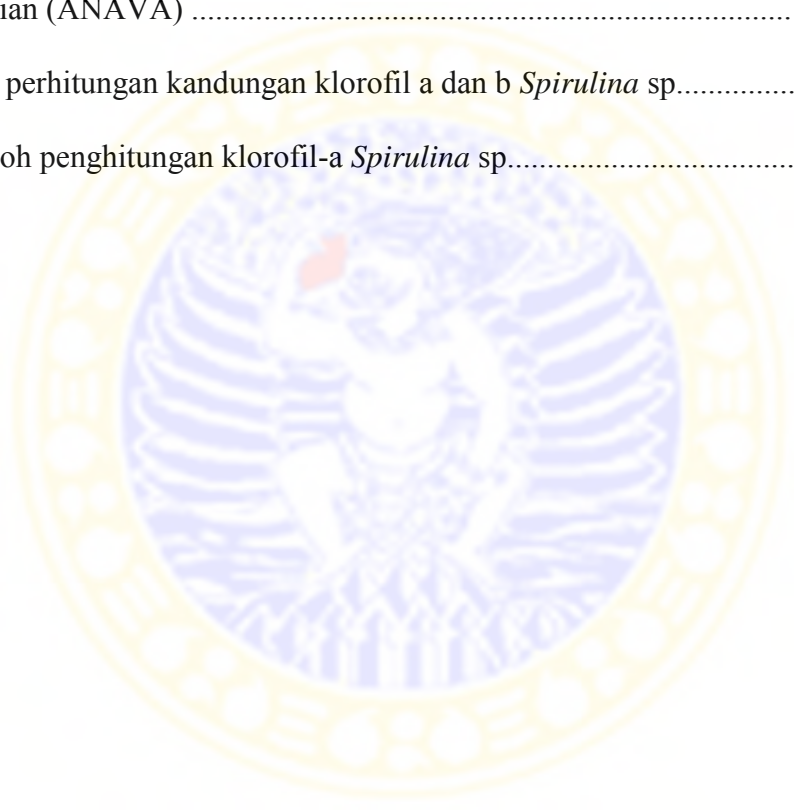 ian (ANAVA) ..........................................................................
perhitungan kandungan klorofil a dan b Spirulina sp...............
oh penghitungan klorofil-a Spirulina sp....................................